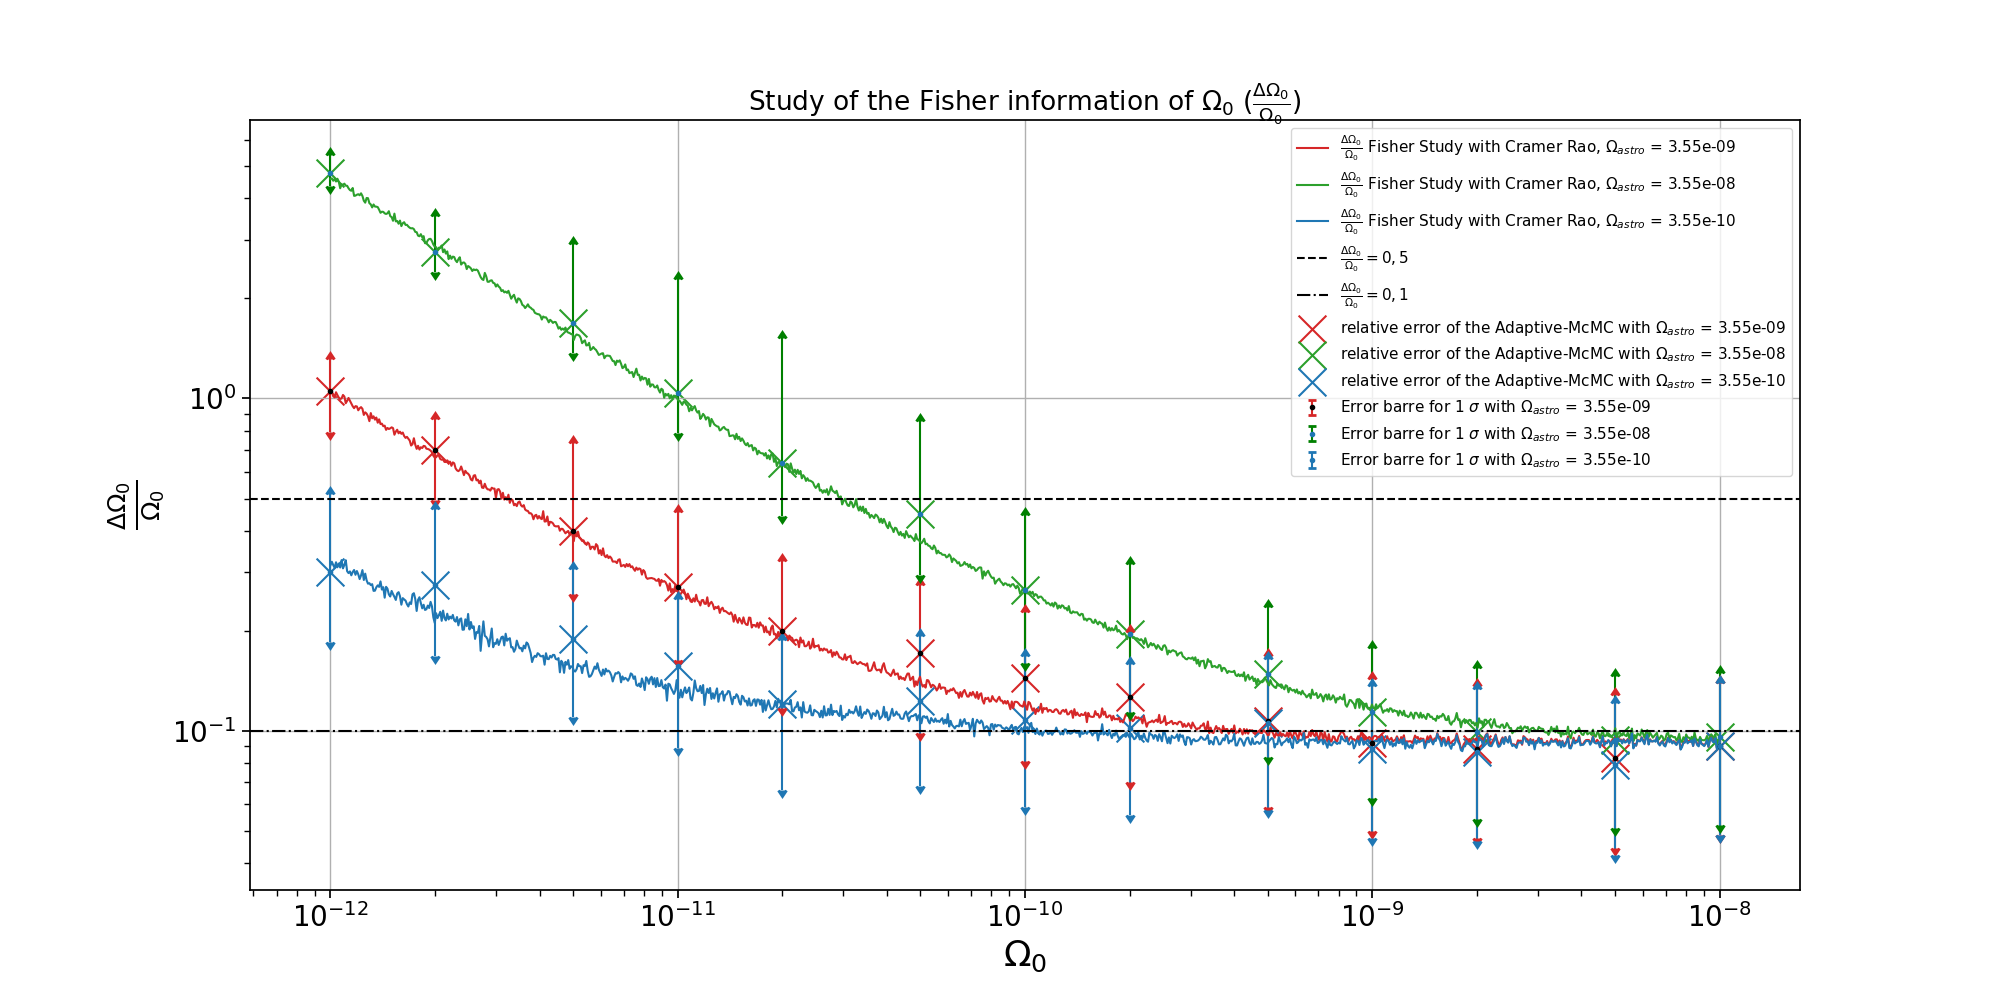 Study of the Fisher information of Ω₀ (ΔΩ₀/Ω₀)
ΔΩ₀/Ω₀ Fisher Study with Cramer Rao, Ω_astro = 3.55e-09
ΔΩ₀/Ω₀ Fisher Study with Cramer Rao, Ω_astro = 3.55e-08
ΔΩ₀/Ω₀ Fisher Study with Cramer Rao, Ω_astro = 3.55e-10
ΔΩ₀/Ω₀ = 0, 5
ΔΩ₀/Ω₀ = 0, 1
relative error of the Adaptive-McMC with Ω_astro = 3.55e-09
relative error of the Adaptive-McMC with Ω_astro = 3.55e-08
relative error of the Adaptive-McMC with Ω_astro = 3.55e-10
Error barre for 1 σ with Ω_astro = 3.55e-09
Error barre for 1 σ with Ω_astro = 3.55e-08
Error barre for 1 σ with Ω_astro = 3.55e-10
10⁰
10⁻¹
ΔΩ₀/Ω₀
10⁻¹² 10⁻¹¹ 10⁻¹⁰ 10⁻⁹ 10⁻⁸
Ω₀